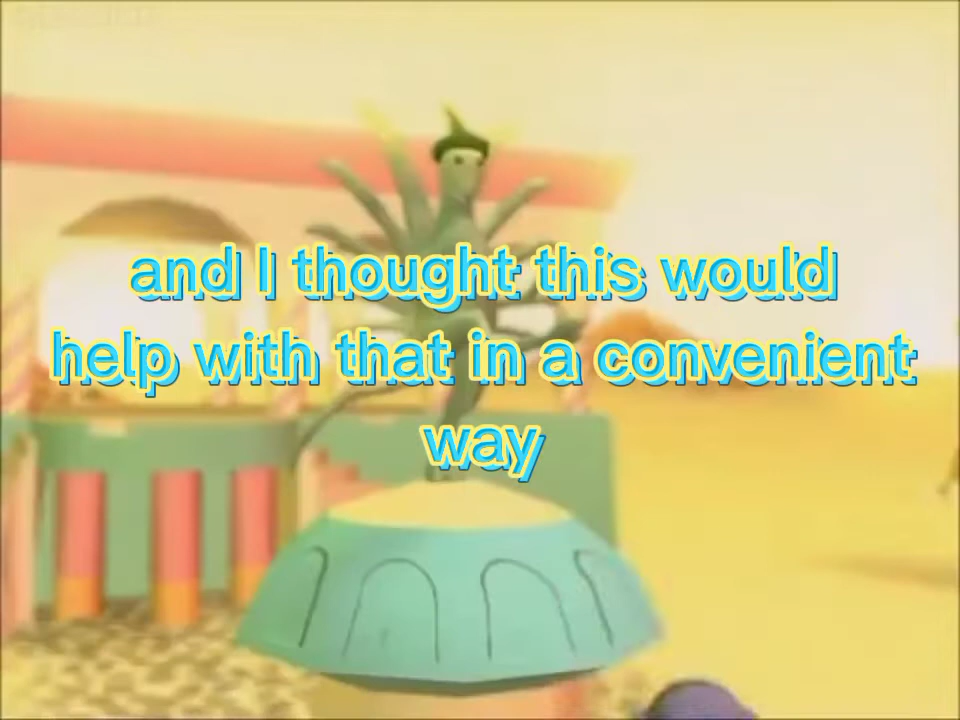 and I thought this would
help with that in a convenient
way